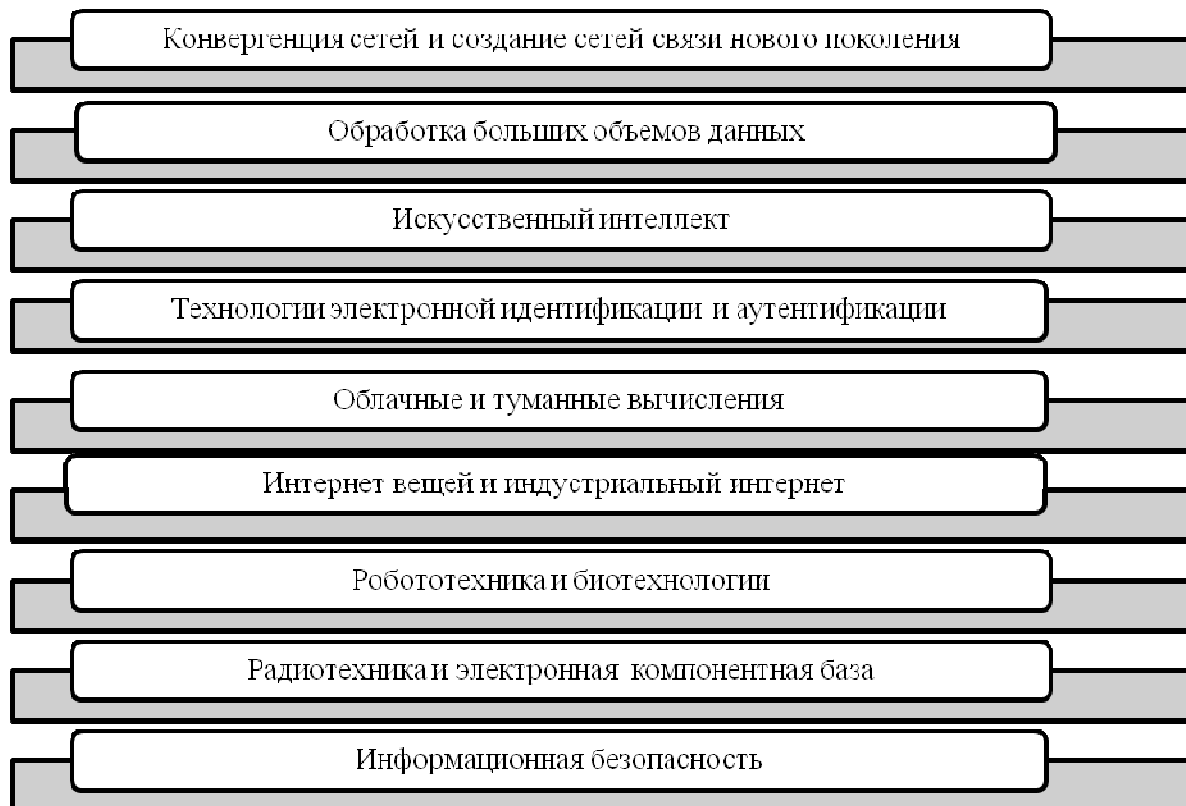 Конвергенция сетей и создание сетей связи нового поколения
Обработка больших объемов данных
Искусственный интеллект
Технологии электронной идентификации и аутентификации
Облачные и туманные вычисления
Интернет вещей и индустриальный интернет
Робототехника и биотехнологии
Радиотехника и электронная компонентная база
Информационная безопасность